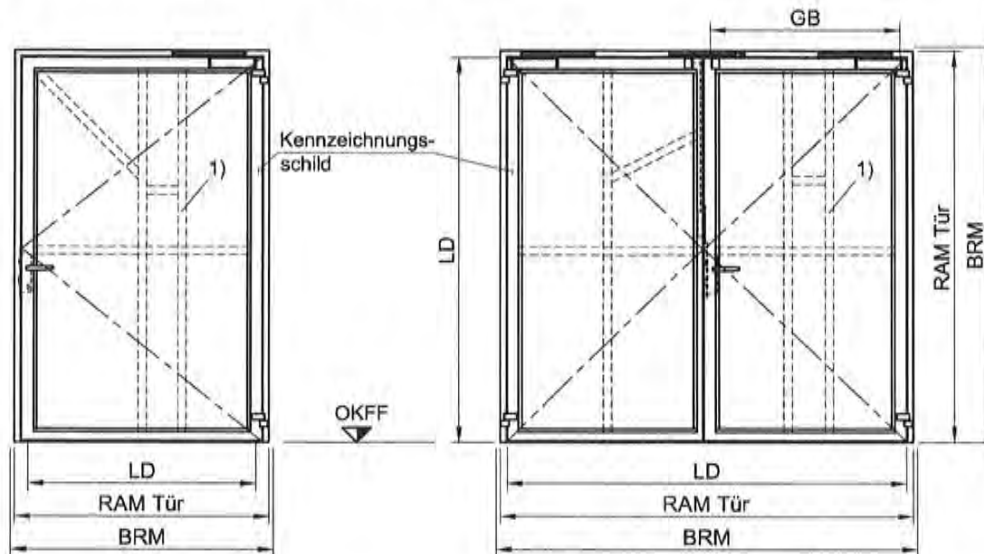 GB
Kennzeichnungs-
schild
1)
1)
LD
RAM Tür
BRM
OKFF
LD
RAM Tür
BRM
LD
RAM Tür
BRM